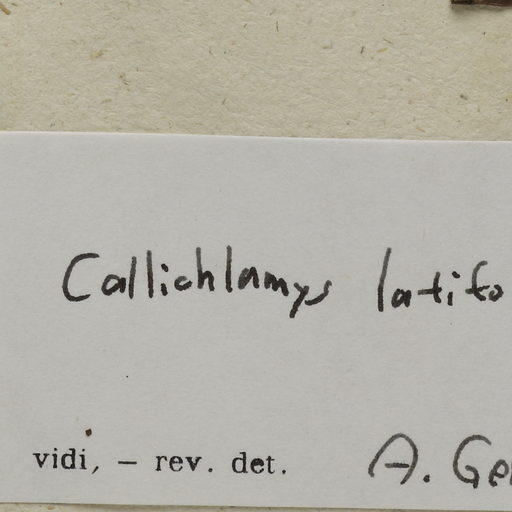 Callichlamys latifo
vidi, – rev. det. A. Ge